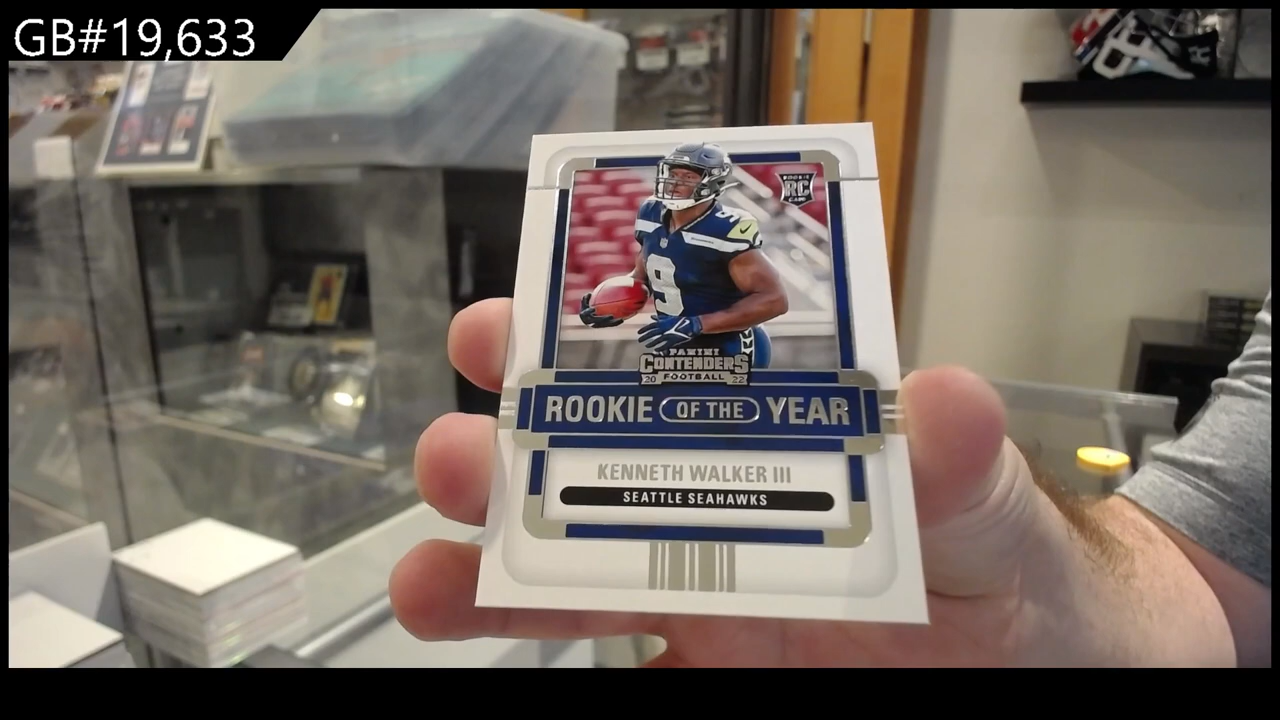 GB#19,633
ROOKIE
RC
CARD
9
9
PANINI
CONTENDERS
20 FOOTBALL 22
ROOKIE OF THE YEAR
KENNETH WALKER III
SEATTLE SEAHAWKS